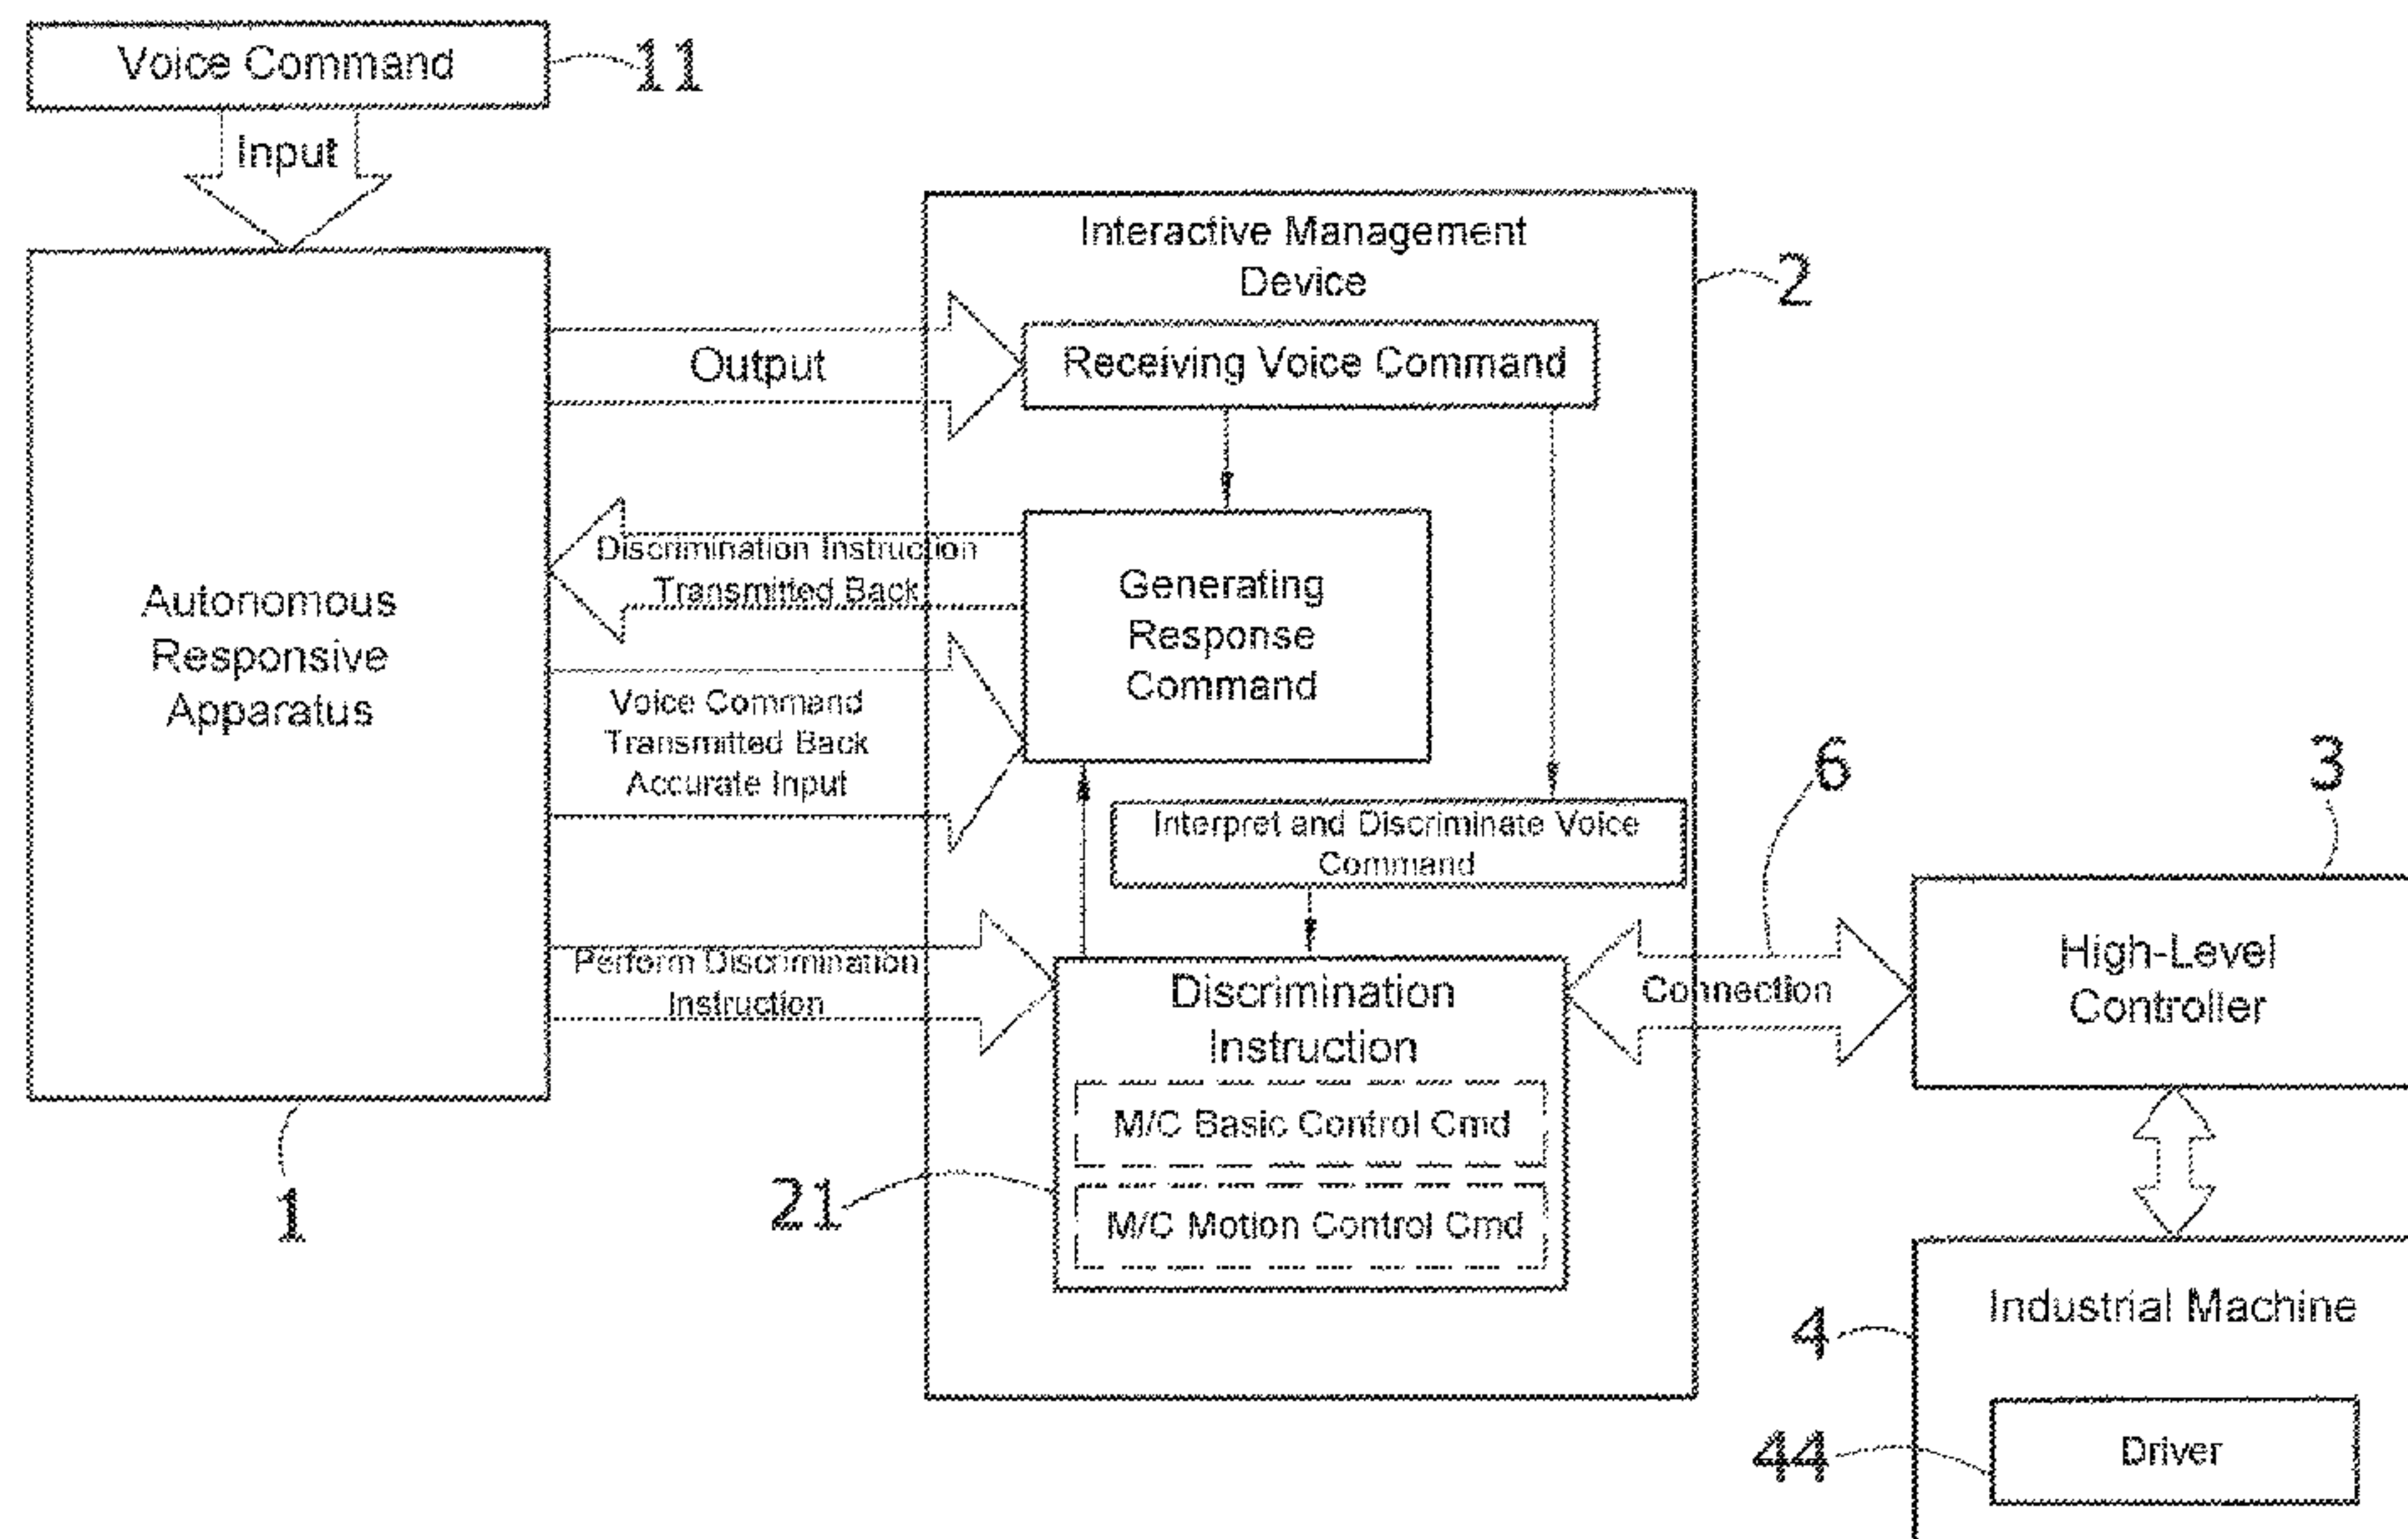 Voice Command
11
Input
Interactive Management
Device
2
Output
Receiving Voice Command
Discrimination Instruction
Transmitted Back
Generating
Response
Command
Autonomous
Responsive
Apparatus
Voice Command
Transmitted Back
Accurate Input
6
3
Interpret and Discriminate Voice
Command
High-Level
Controller
Perform Discrimination
Instruction
Discrimination
Instruction
Connection
M/C Basic Control Cmd
1
21
M/C Motion Control Cmd
4
Industrial Machine
44
Driver